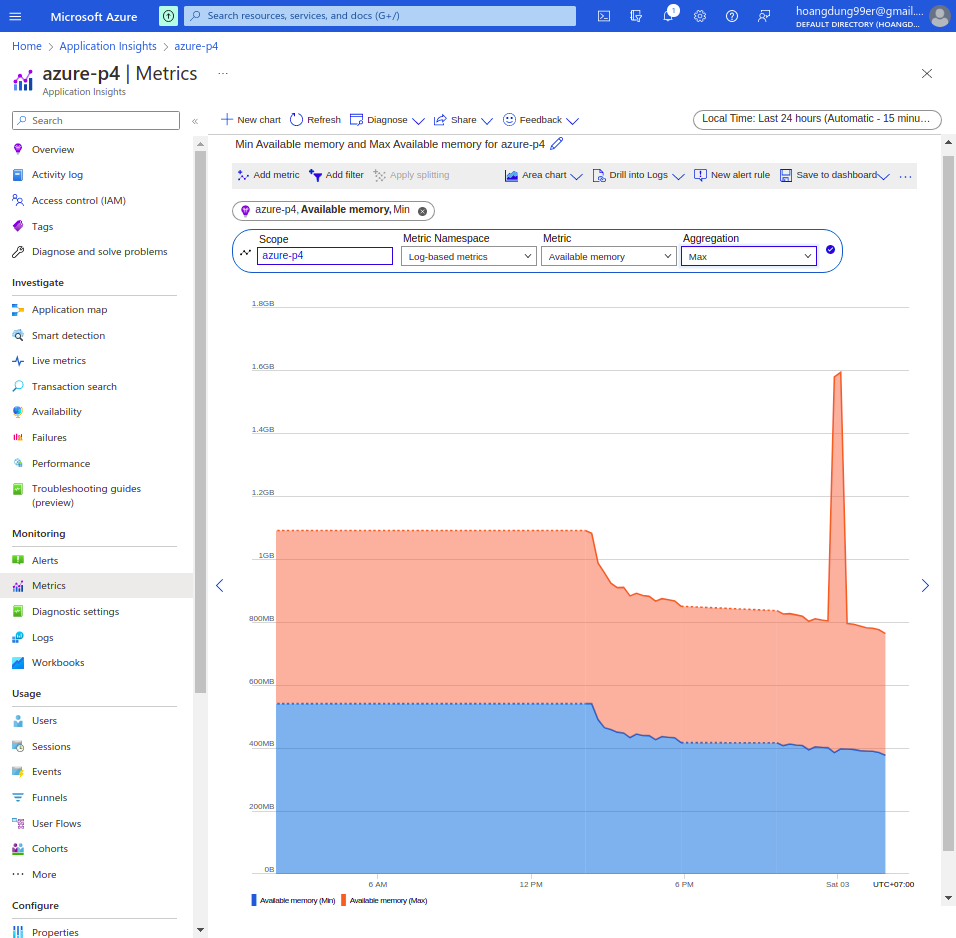 Microsoft Azure
Search resources, services, and docs (G+/)
1
hoangdung99er@gmail....
DEFAULT DIRECTORY (HOANGD...
Home > Application Insights > azure-p4
azure-p4 | Metrics ...
Application Insights
Search
«
New chart
Refresh
Diagnose
Share
Feedback
Local Time: Last 24 hours (Automatic - 15 minu...
Overview
Activity log
Access control (IAM)
Tags
Diagnose and solve problems
Investigate
Application map
Smart detection
Live metrics
Transaction search
Availability
Failures
Performance
Troubleshooting guides
(preview)
Monitoring
Alerts
Metrics
Diagnostic settings
Logs
Workbooks
Usage
Users
Sessions
Events
Funnels
User Flows
Cohorts
More
Configure
Properties
Min Available memory and Max Available memory for azure-p4
Add metric
Add filter
Apply splitting
Area chart
Drill into Logs
New alert rule
Save to dashboard
...
azure-p4, Available memory, Min
Scope
azure-p4
Metric Namespace
Log-based metrics
Metric
Available memory
Aggregation
Max
1.8GB
1.6GB
1.4GB
1.2GB
1GB
800MB
600MB
400MB
200MB
0B
6 AM
12 PM
6 PM
Sat 03
UTC+07:00
Available memory (Min)
Available memory (Max)